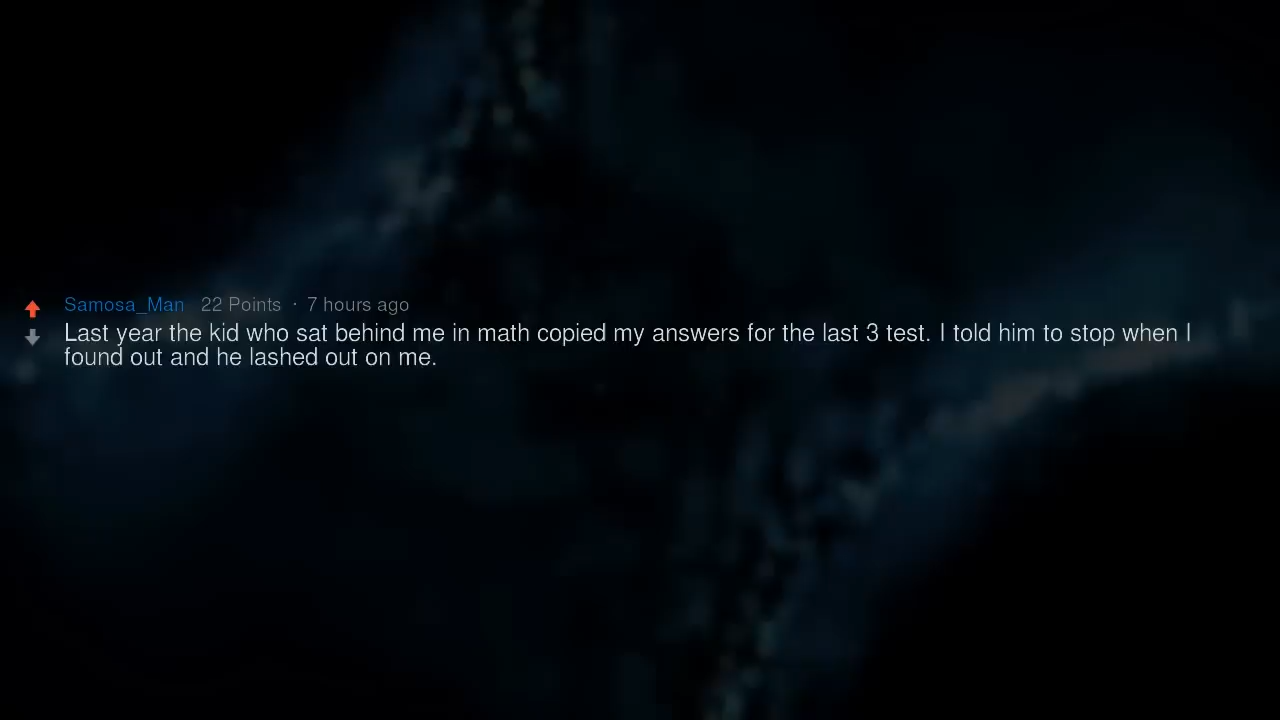 Samosa_Man 22 Points · 7 hours ago
Last year the kid who sat behind me in math copied my answers for the last 3 test. I told him to stop when I
found out and he lashed out on me.